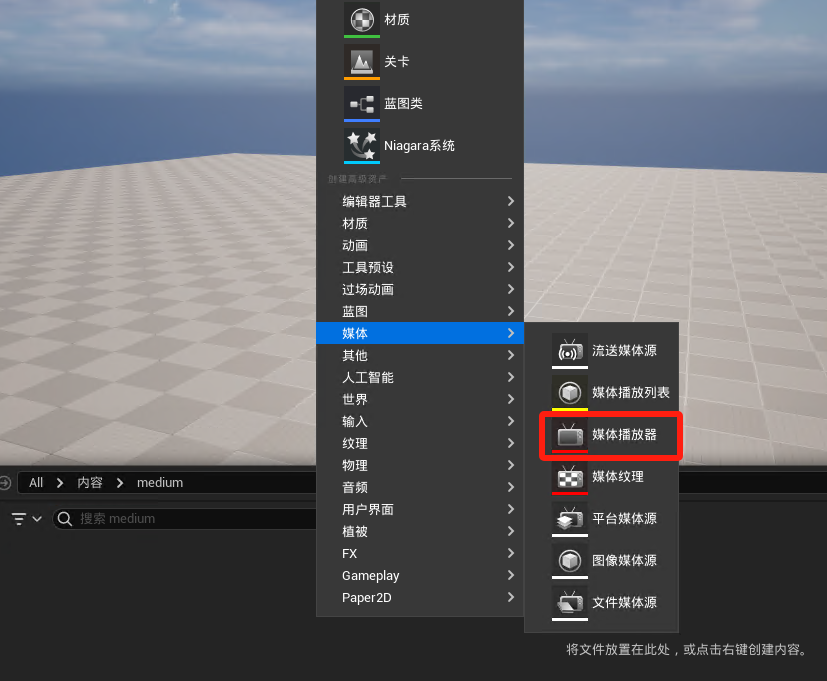 材质
关卡
蓝图类
Niagara系统
创建高级资产
编辑器工具
材质
动画
工具预设
过场动画
蓝图
媒体
其他
人工智能
世界
输入
纹理
物理
音频
用户界面
植被
FX
Gameplay
Paper2D
流送媒体源
媒体播放列表
媒体播放器
媒体纹理
平台媒体源
图像媒体源
文件媒体源
All
内容
medium
搜索 medium
将文件放置在此处，或点击右键创建内容。